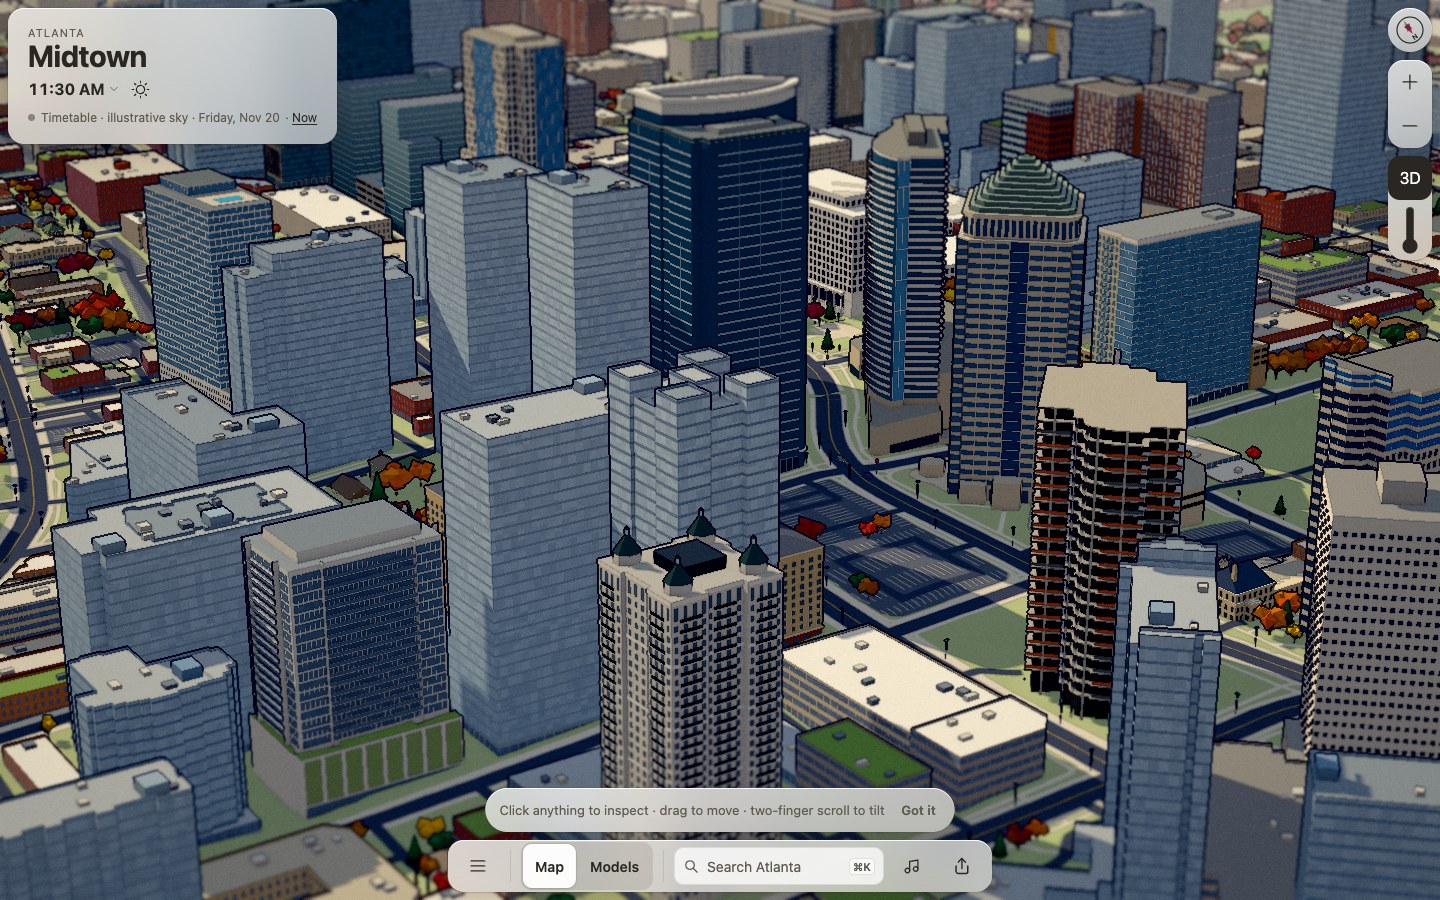 ATLANTA
Midtown
11:30 AM
Timetable · illustrative sky · Friday, Nov 20 · Now
3D
Click anything to inspect · drag to move · two-finger scroll to tilt Got it
Map Models Search Atlanta ⌘K